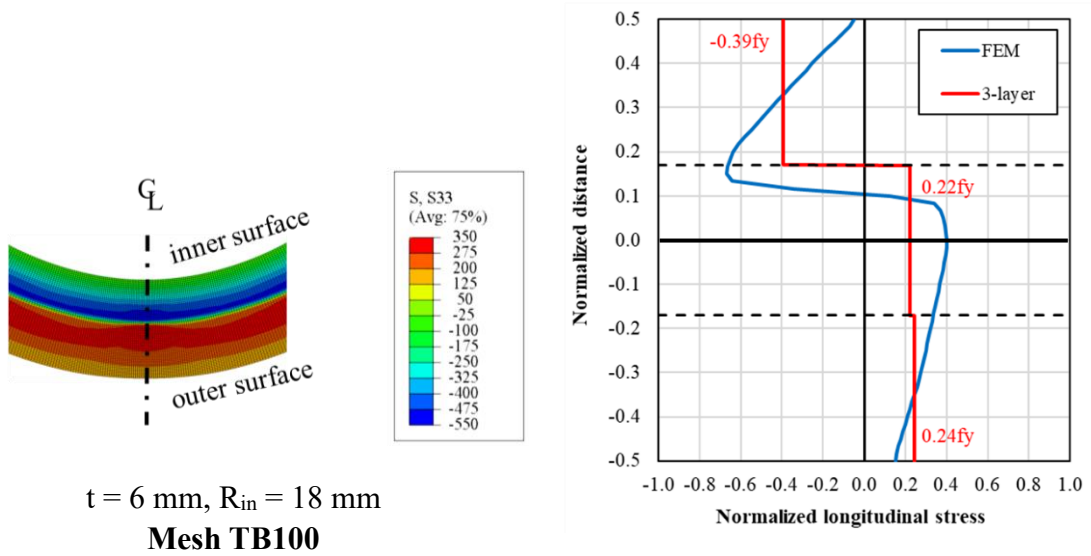 ℄
inner surface
outer surface
S, S33
(Avg: 75%)
350
275
200
125
50
-25
-100
-175
-250
-325
-400
-475
-550
t = 6 mm, Rin = 18 mm
Mesh TB100
0.5
0.4
0.3
0.2
0.1
0.0
-0.1
-0.2
-0.3
-0.4
-0.5
Normalized distance
-0.39fy
0.22fy
0.24fy
FEM
3-layer
-1.0 -0.8 -0.6 -0.4 -0.2 0.0 0.2 0.4 0.6 0.8 1.0
Normalized longitudinal stress